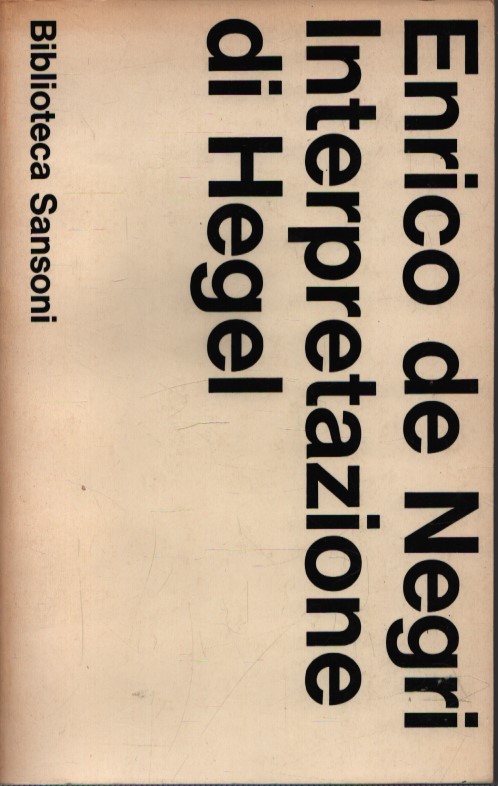 Enrico de Negri
Interpretazione
di Hegel
Biblioteca Sansoni